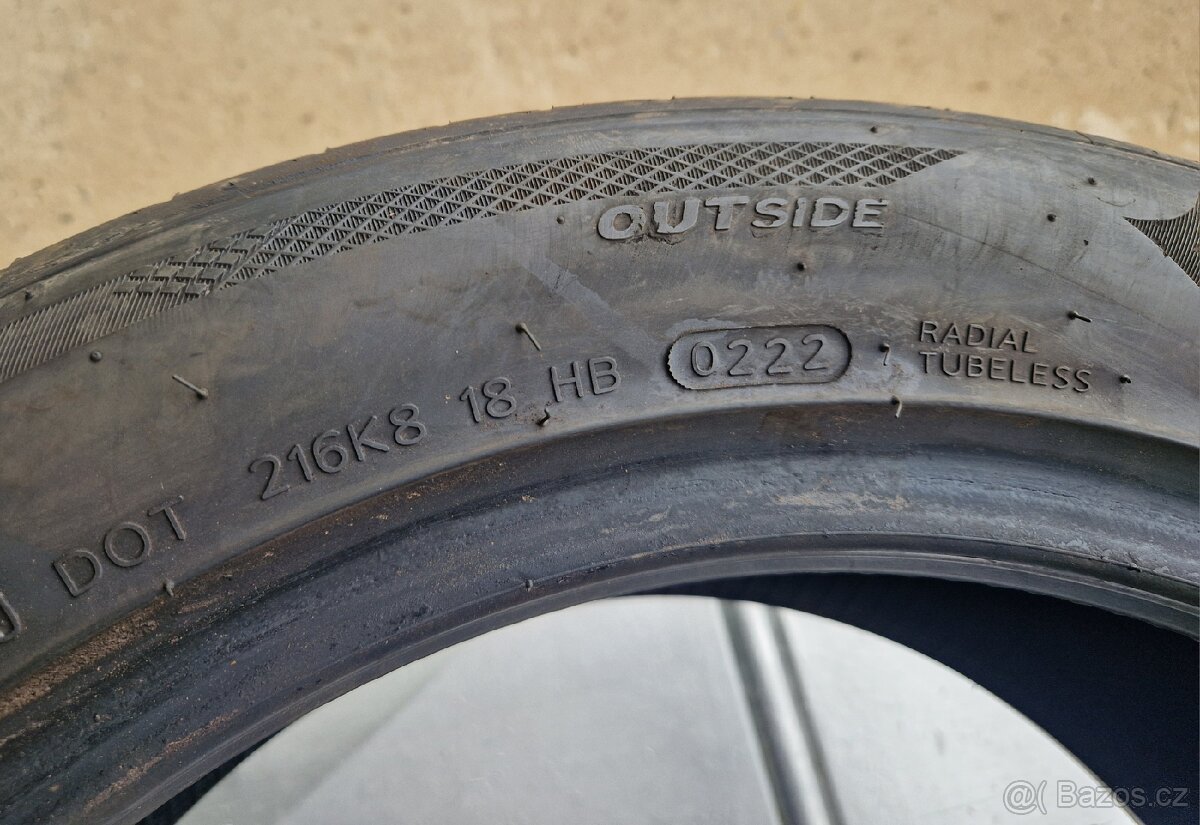 OUTSIDE
DOT 216K8 18 HB 0222
RADIAL
TUBELESS
@( Bazos.cz